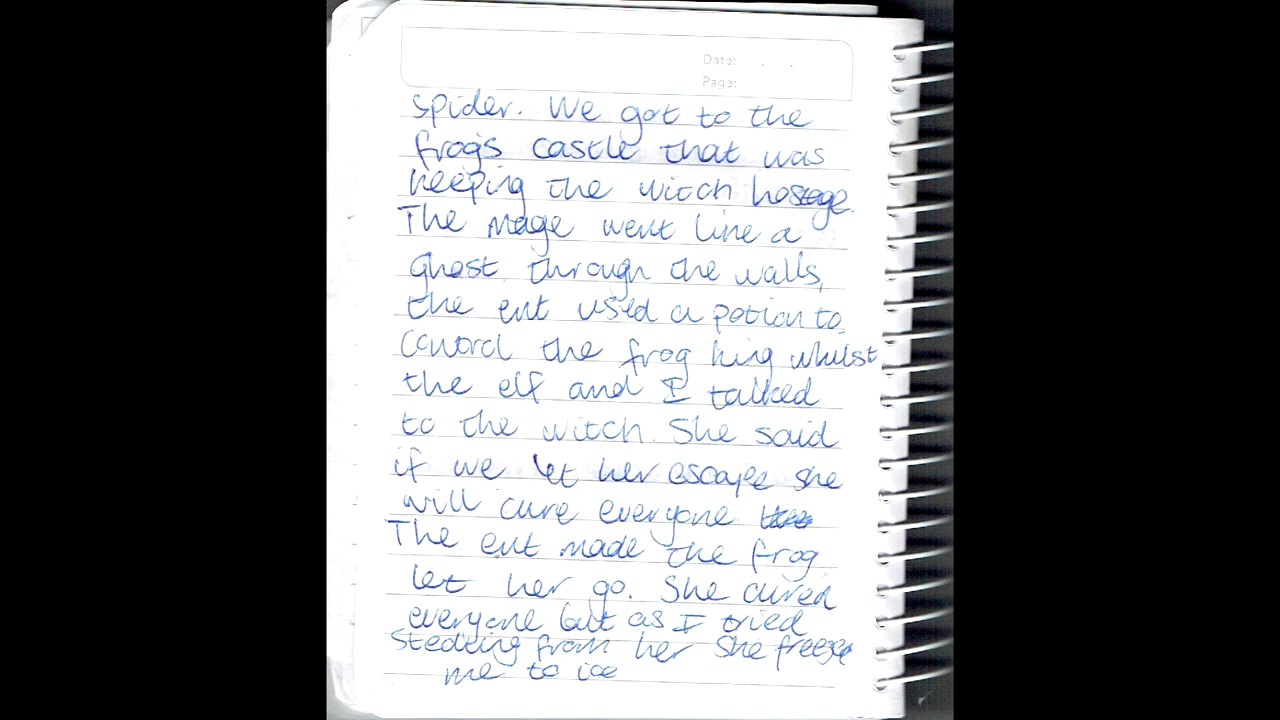 Date:
Page:
spider. We got to the
frog's castle that was
keeping the witch hostage.
The mage went like a
ghost through the walls,
the ent used a potion to
control the frog king whilst
the elf and I talked
to the witch. She said
if we let her escape she
will cure everyone
The ent made the frog
let her go. She cured
everyone but as I tried
stealing from her she freeze
me to ice